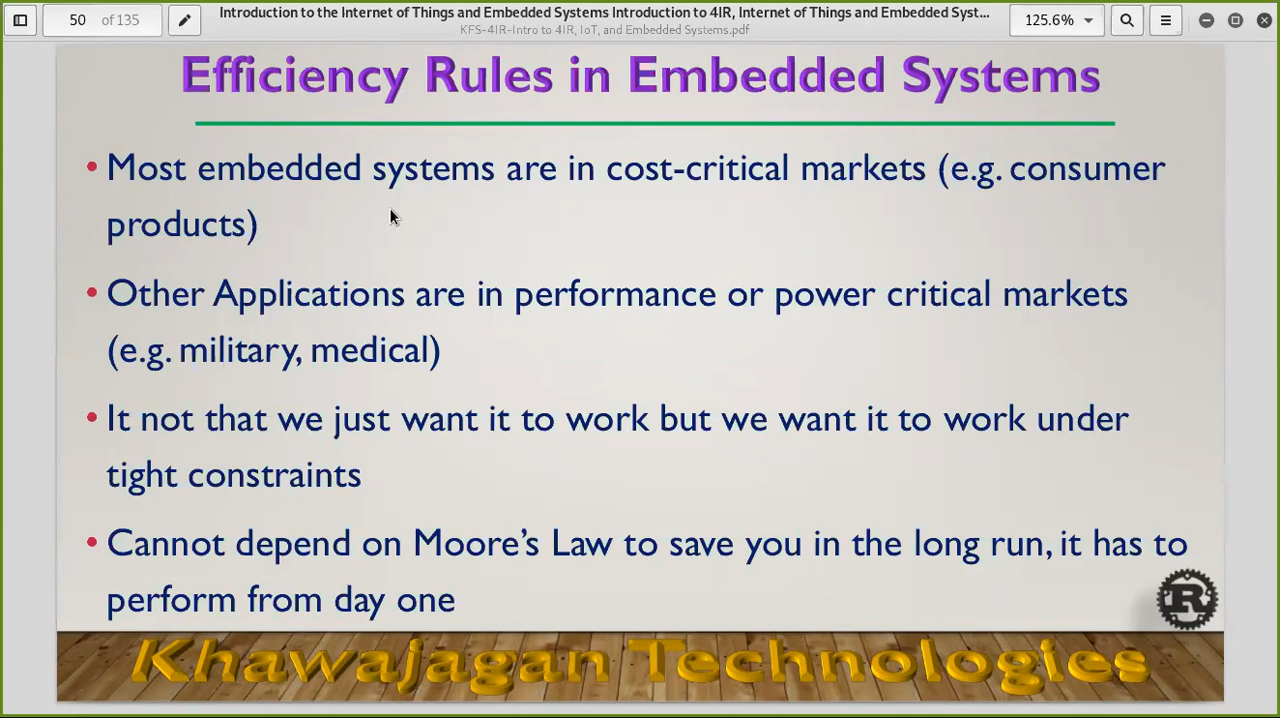 50 of 135
Introduction to the Internet of Things and Embedded Systems Introduction to 4IR, Internet of Things and Embedded Syst...
KFS-4IR-Intro to 4IR, IoT, and Embedded Systems.pdf
125.6%
Efficiency Rules in Embedded Systems
• Most embedded systems are in cost-critical markets (e.g. consumer
products)
• Other Applications are in performance or power critical markets
(e.g. military, medical)
• It not that we just want it to work but we want it to work under
tight constraints
• Cannot depend on Moore's Law to save you in the long run, it has to
perform from day one
R
Khawajagan Technologies